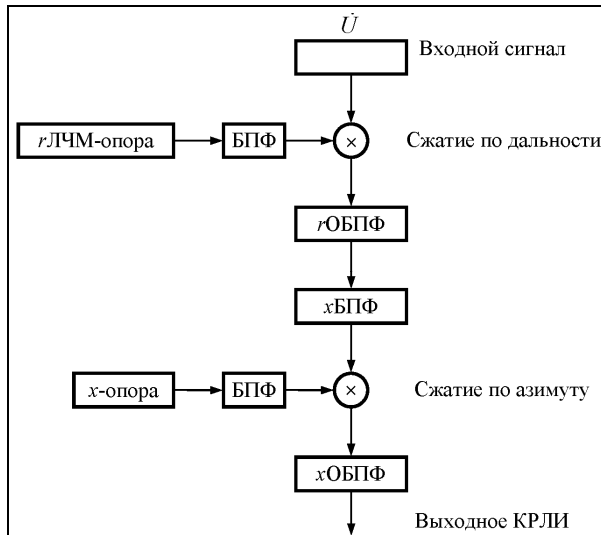 U̇
Входной сигнал
rЛЧМ-опора
БПФ
×
Сжатие по дальности
rОБПФ
xБПФ
x-опора
БПФ
×
Сжатие по азимуту
xОБПФ
Выходное КРЛИ